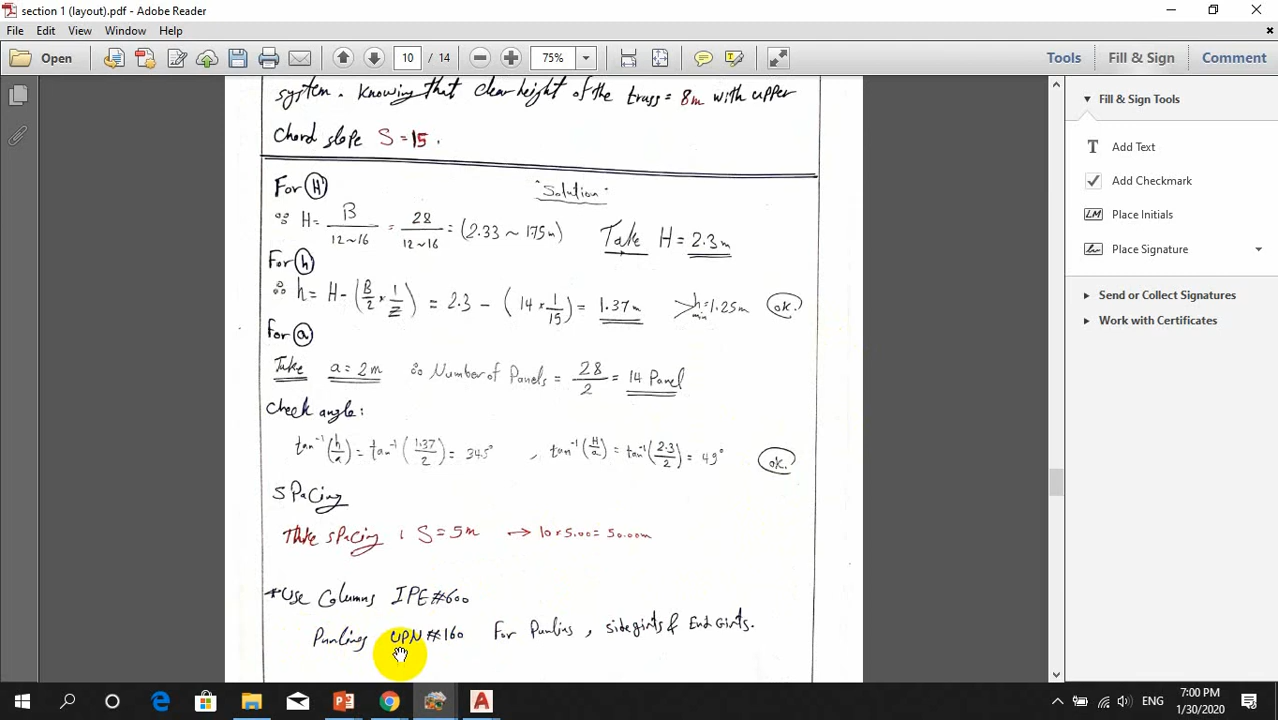 section 1 (layout).pdf - Adobe Reader
File Edit View Window Help
Open 10 / 14 75% Tools Fill & Sign Comment
Fill & Sign Tools
Add Text
Add Checkmark
LM Place Initials
Place Signature
Send or Collect Signatures
Work with Certificates
system. Knowing that clear height of the truss = 8m with upper
Chord slope S = 15.
"Solution"
For H
∴ H = B / 12~16 = 28 / 12~16 = (2.33 ~ 175m) Take H = 2.3m
For h
∴ h = H - (B/2 * 1/Z) = 2.3 - (14 * 1/15) = 1.37m > h min = 1.25m ok.
For a
Take a = 2m ∴ Number of Panels = 28/2 = 14 Panel
Check angle:
tan⁻¹(h/a) = tan⁻¹(1.37/2) = 345° , tan⁻¹(H/a) = tan⁻¹(2.3/2) = 49° ok.
SPacing
Take sPacing : S = 5m → 10 x 5.00 = 50.00m
*Use Columns IPE #600
Purlins UPN #160 For Purlins, sidegirts & End Girts.
ENG 7:00 PM
1/30/2020